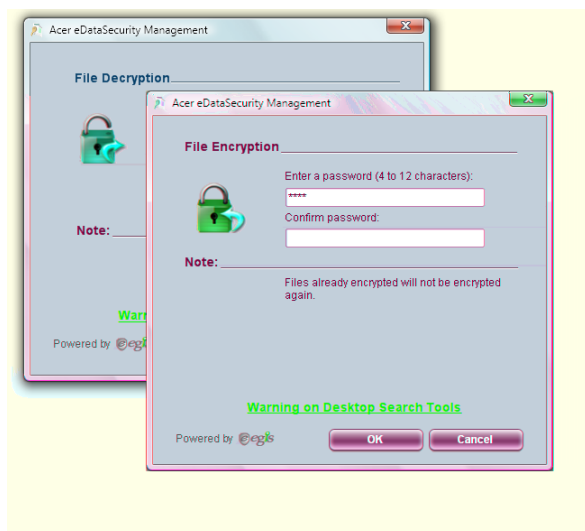 Acer eDataSecurity Management
File Decryption
Note:
Warr
Powered by egi
Acer eDataSecurity Management
File Encryption
Enter a password (4 to 12 characters):
****
Confirm password:
Note:
Files already encrypted will not be encrypted
again.
Warning on Desktop Search Tools
Powered by egis
OK Cancel